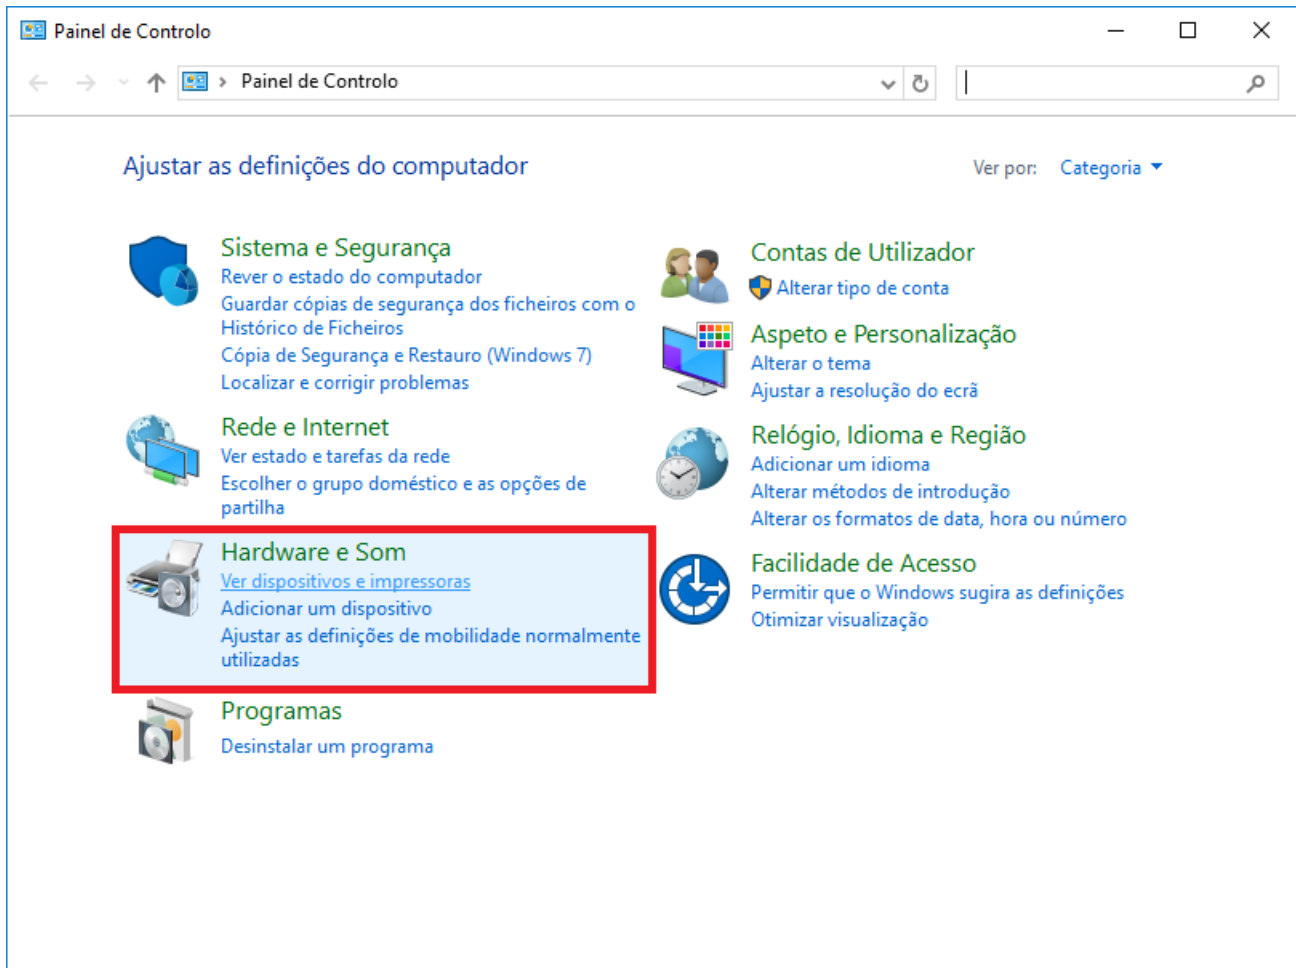 Painel de Controlo
Painel de Controlo
Ajustar as definições do computador
Ver por: Categoria
Sistema e Segurança
Rever o estado do computador
Guardar cópias de segurança dos ficheiros com o
Histórico de Ficheiros
Cópia de Segurança e Restauro (Windows 7)
Localizar e corrigir problemas
Rede e Internet
Ver estado e tarefas da rede
Escolher o grupo doméstico e as opções de
partilha
Hardware e Som
Ver dispositivos e impressoras
Adicionar um dispositivo
Ajustar as definições de mobilidade normalmente
utilizadas
Programas
Desinstalar um programa
Contas de Utilizador
Alterar tipo de conta
Aspeto e Personalização
Alterar o tema
Ajustar a resolução do ecrã
Relógio, Idioma e Região
Adicionar um idioma
Alterar métodos de introdução
Alterar os formatos de data, hora ou número
Facilidade de Acesso
Permitir que o Windows sugira as definições
Otimizar visualização